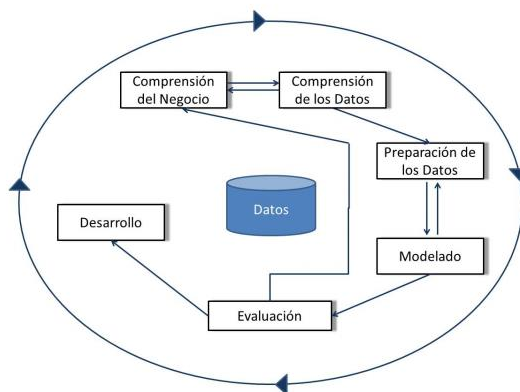 Comprensión
del Negocio
Comprensión
de los Datos
Preparación de
los Datos
Datos
Desarrollo
Modelado
Evaluación